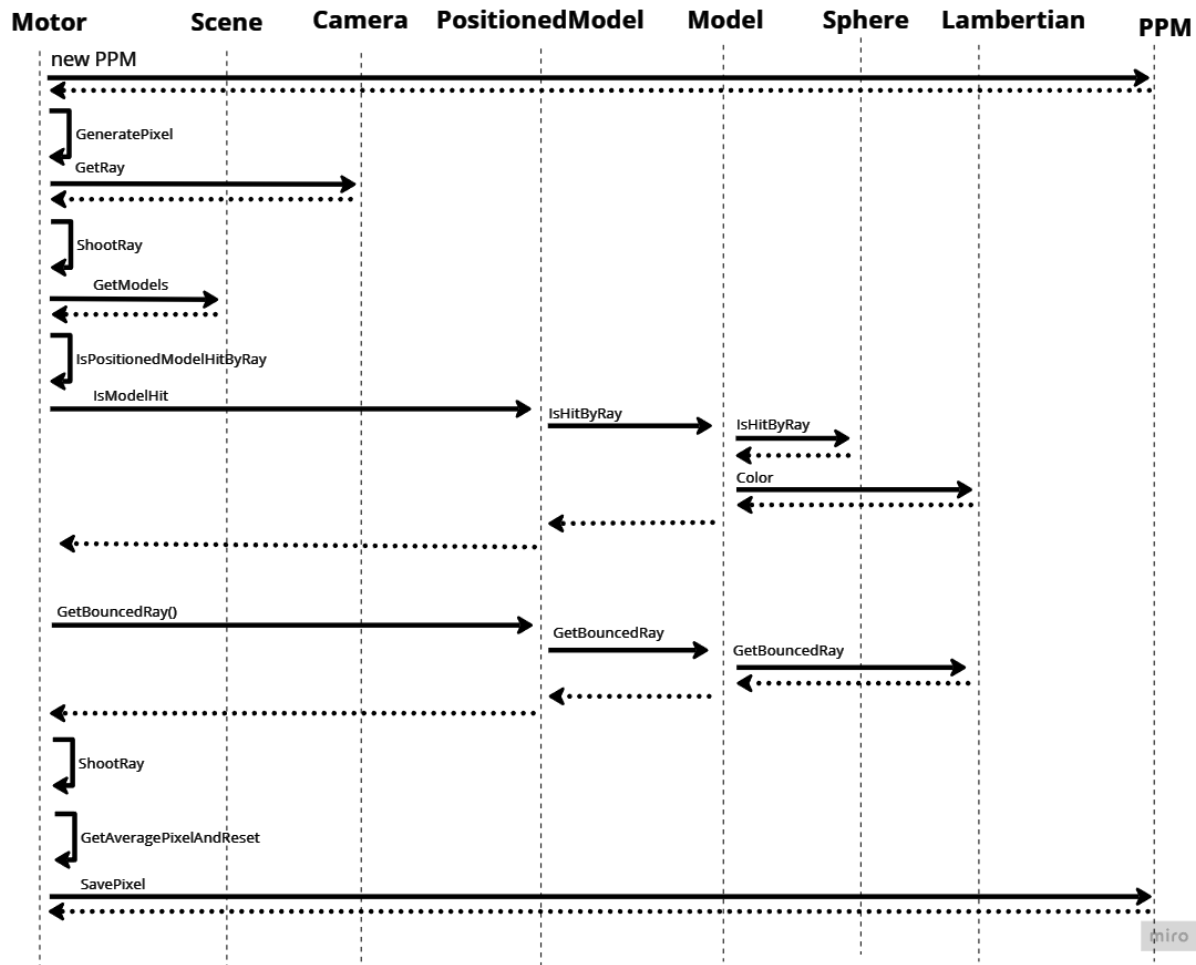 Motor
Scene
Camera
PositionedModel
Model
Sphere
Lambertian
PPM
new PPM
GeneratePixel
GetRay
ShootRay
GetModels
IsPositionedModelHitByRay
IsModelHit
IsHitByRay
IsHitByRay
Color
GetBouncedRay()
GetBouncedRay
GetBouncedRay
ShootRay
GetAveragePixelAndReset
SavePixel
miro